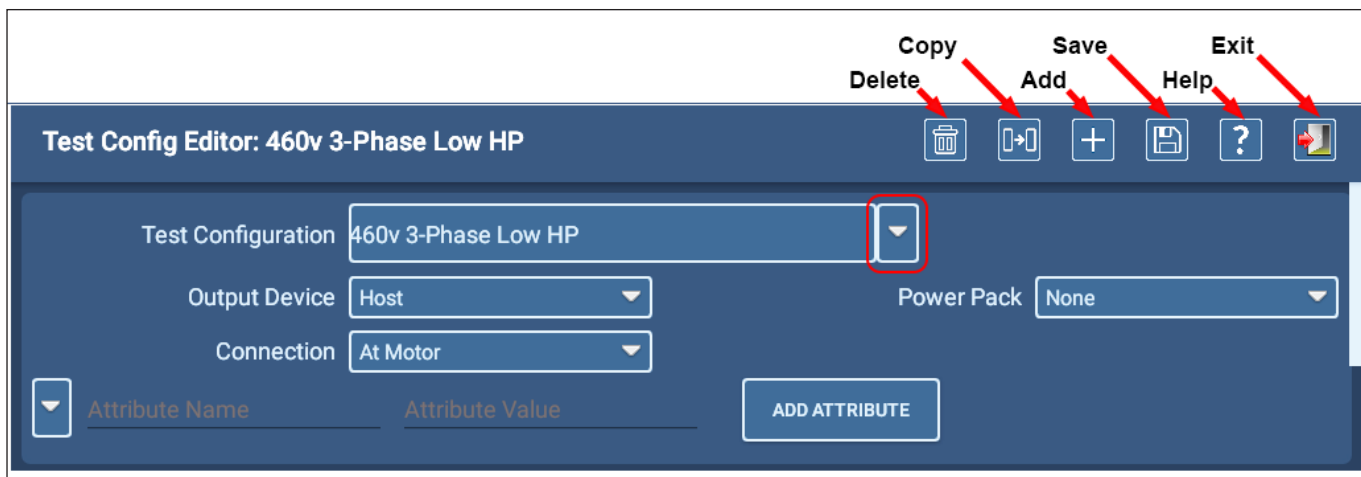 Copy Save Exit
Delete Add Help
Test Config Editor: 460v 3-Phase Low HP
?
Test Configuration 460v 3-Phase Low HP
Output Device Host Power Pack None
Connection At Motor
Attribute Name Attribute Value ADD ATTRIBUTE